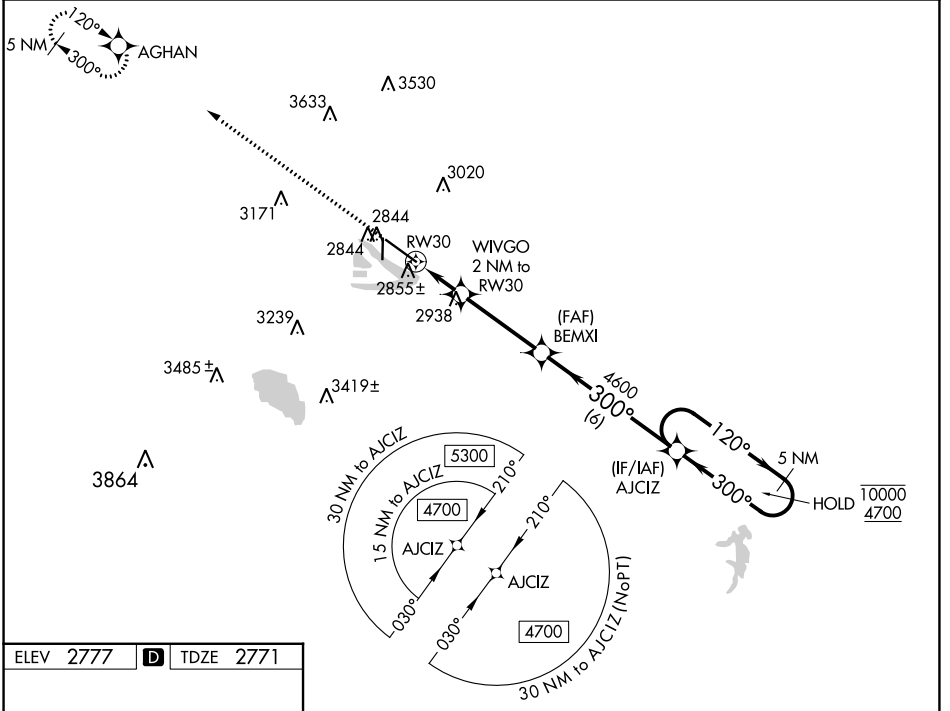 120°
5 NM
300°
AGHAN
3530
3633
3020
3171
2844
2844
RW30
2855±
WIVGO
2 NM to
RW30
2938
(FAF)
BEMXI
3239
3485±
3419±
3864
4600
300°
(6)
120°
5 NM
300°
(IF/IAF)
AJCIZ
HOLD
10000
4700
30 NM to AJCIZ
5300
210°
15 NM to AJCIZ
4700
AJCIZ
030°
210°
AJCIZ
030°
4700
30 NM to AJCIZ (NoPT)
ELEV 2777 D TDZE 2771